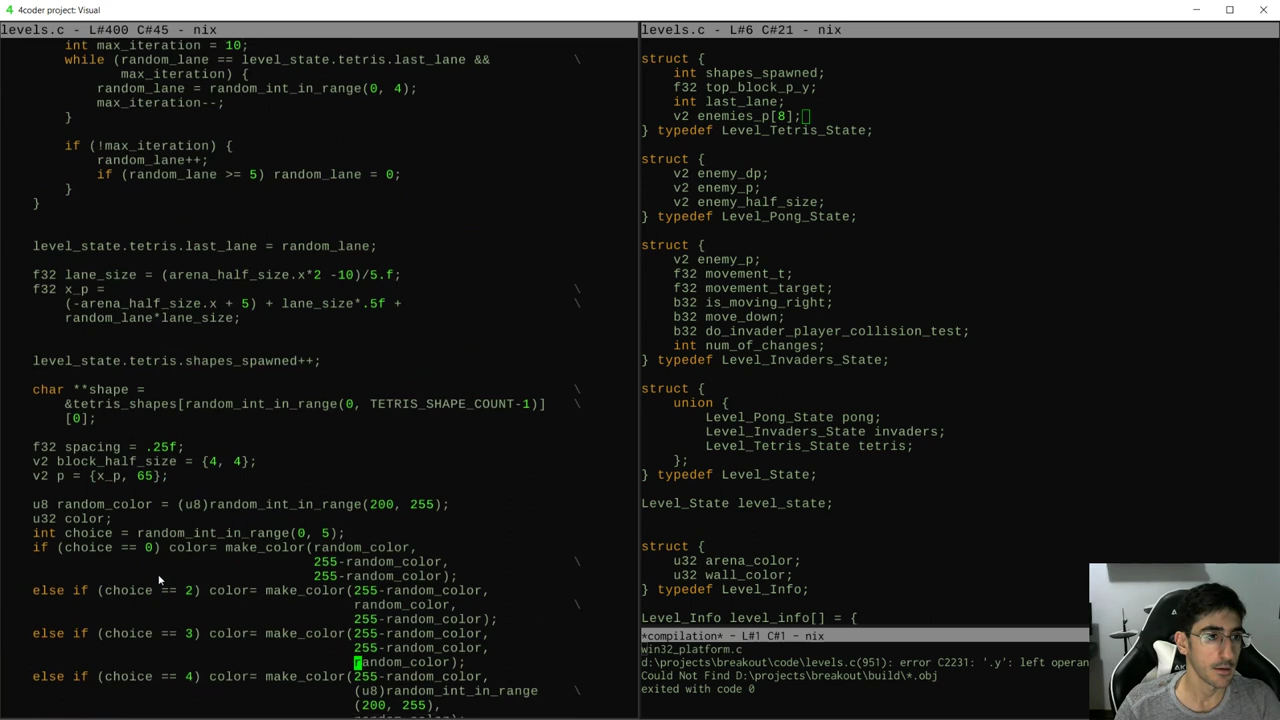 4 4coder project: Visual
levels.c - L#400 C#45 - nix
int max_iteration = 10;
while (random_lane == level_state.tetris.last_lane && \
max_iteration) {
random_lane = random_int_in_range(0, 4);
max_iteration--;
}
if (!max_iteration) {
random_lane++;
if (random_lane >= 5) random_lane = 0;
}
}
level_state.tetris.last_lane = random_lane;
f32 lane_size = (arena_half_size.x*2 -10)/5.f;
f32 x_p = \
(-arena_half_size.x + 5) + lane_size*.5f + \
random_lane*lane_size;
level_state.tetris.shapes_spawned++;
char **shape = \
&tetris_shapes[random_int_in_range(0, TETRIS_SHAPE_COUNT-1)] \
[0];
f32 spacing = .25f;
v2 block_half_size = {4, 4};
v2 p = {x_p, 65};
u8 random_color = (u8)random_int_in_range(200, 255);
u32 color;
int choice = random_int_in_range(0, 5);
if (choice == 0) color= make_color(random_color,
255-random_color, \
255-random_color);
else if (choice == 2) color= make_color(255-random_color,
random_color, \
255-random_color);
else if (choice == 3) color= make_color(255-random_color,
255-random_color, \
random_color);
else if (choice == 4) color= make_color(255-random_color,
(u8)random_int_in_range \
(200, 255),
levels.c - L#6 C#21 - nix
struct {
int shapes_spawned;
f32 top_block_p_y;
int last_lane;
v2 enemies_p[8];
} typedef Level_Tetris_State;
struct {
v2 enemy_dp;
v2 enemy_p;
v2 enemy_half_size;
} typedef Level_Pong_State;
struct {
v2 enemy_p;
f32 movement_t;
f32 movement_target;
b32 is_moving_right;
b32 move_down;
b32 do_invader_player_collision_test;
int num_of_changes;
} typedef Level_Invaders_State;
struct {
union {
Level_Pong_State pong;
Level_Invaders_State invaders;
Level_Tetris_State tetris;
};
} typedef Level_State;
Level_State level_state;
struct {
u32 arena_color;
u32 wall_color;
} typedef Level_Info;
Level_Info level_info[] = {
*compilation* - L#1 C#1 - nix
win32_platform.c
d:\projects\breakout\code\levels.c(951): error C2231: '.y': left operan
Could Not Find D:\projects\breakout\build\*.obj
exited with code 0